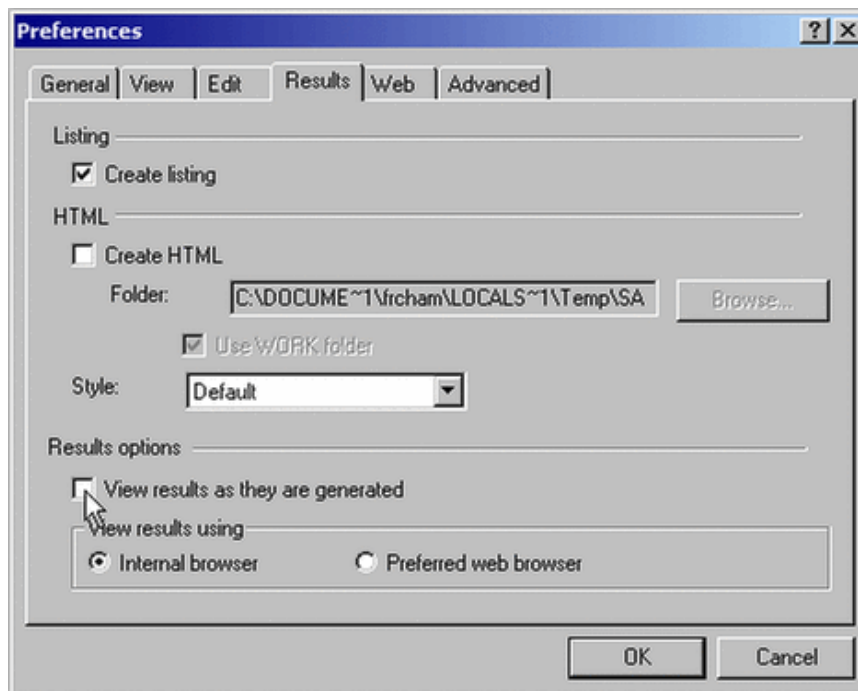 Preferences
General View Edit Results Web Advanced
Listing
Create listing
HTML
Create HTML
Folder: C:\DOCUME~1\frcham\LOCALS~1\Temp\SA Browse...
Use WORK folder
Style: Default
Results options
View results as they are generated
View results using
Internal browser Preferred web browser
OK Cancel